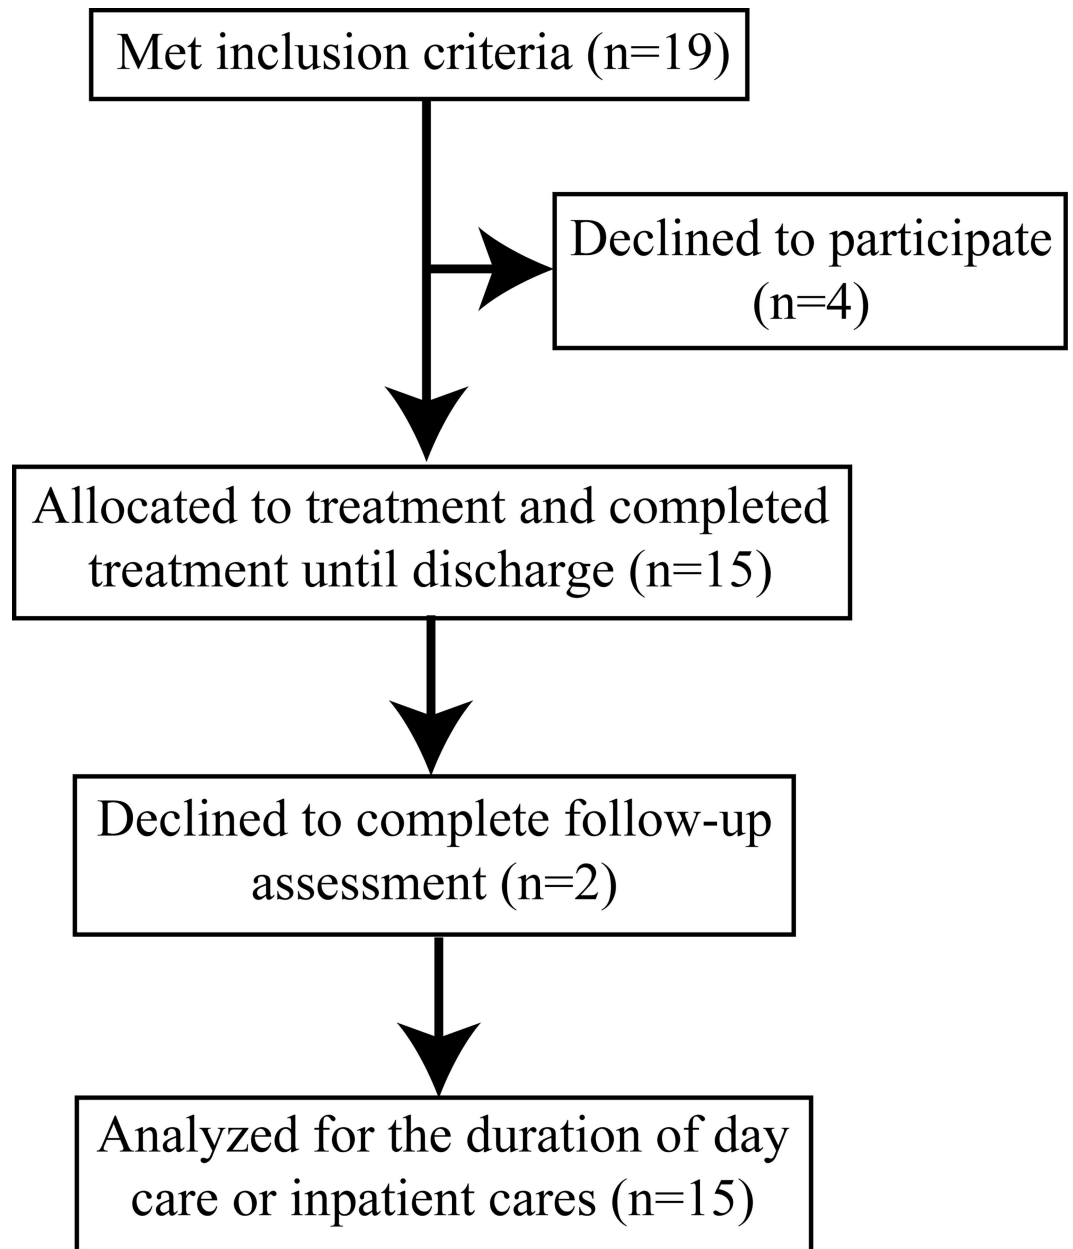 Met inclusion criteria (n=19)
Declined to participate
(n=4)
Allocated to treatment and completed
treatment until discharge (n=15)
Declined to complete follow-up
assessment (n=2)
Analyzed for the duration of day
care or inpatient cares (n=15)